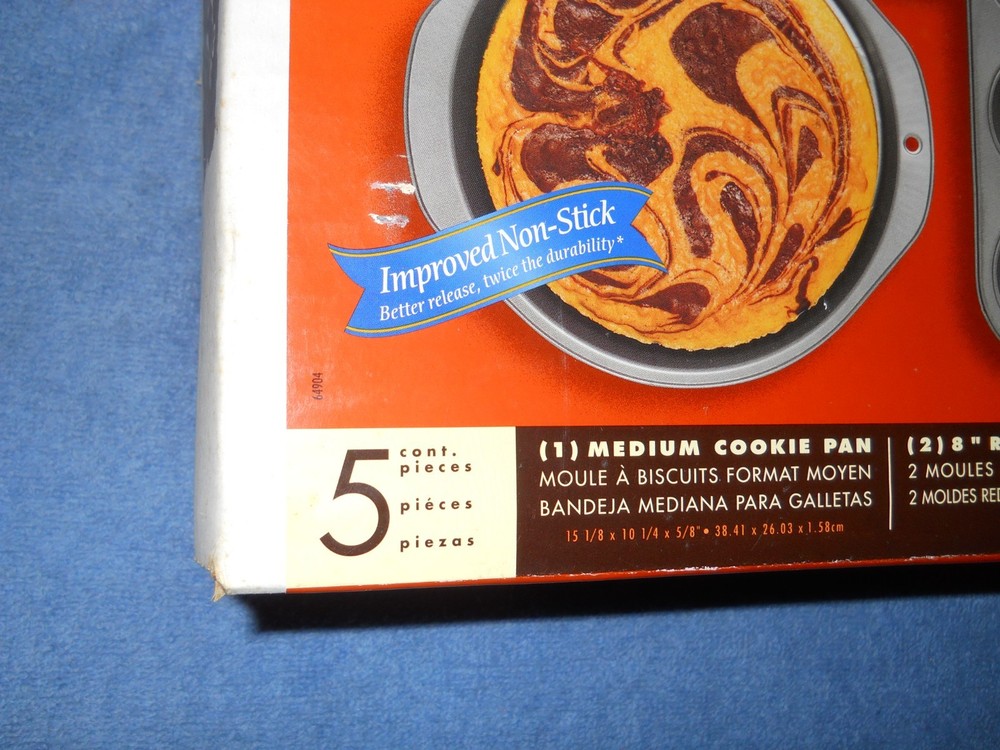 Improved Non-Stick
Better release, twice the durability*
64904
5
cont.
pieces
piéces
piezas
(1) MEDIUM COOKIE PAN
MOULE À BISCUITS FORMAT MOYEN
BANDEJA MEDIANA PARA GALLETAS
15 1/8 x 10 1/4 x 5/8" • 38.41 x 26.03 x 1.58cm
(2) 8"
2 MOULES
2 MOLDES